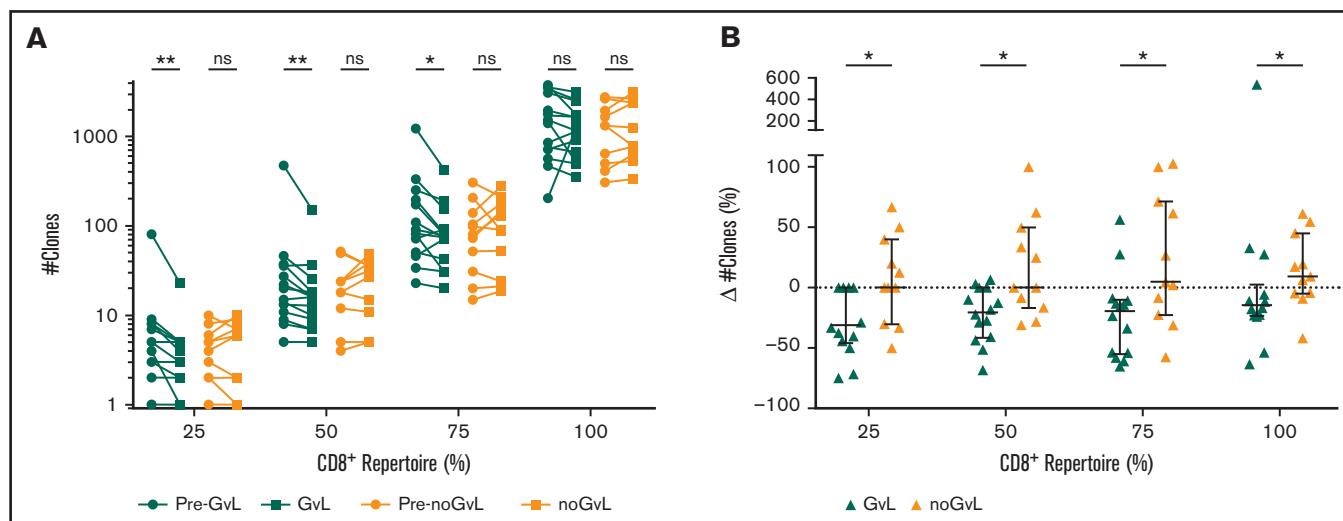 A
** ns ** ns * ns ns ns
#Clones
1000
100
10
1
25 50 75 100
CD8+ Repertoire (%)
Pre-GvL GvL Pre-noGvL noGvL
B
* * * *
Δ #Clones (%)
600
400
200
100
50
0
–50
–100
25 50 75 100
CD8+ Repertoire (%)
GvL noGvL